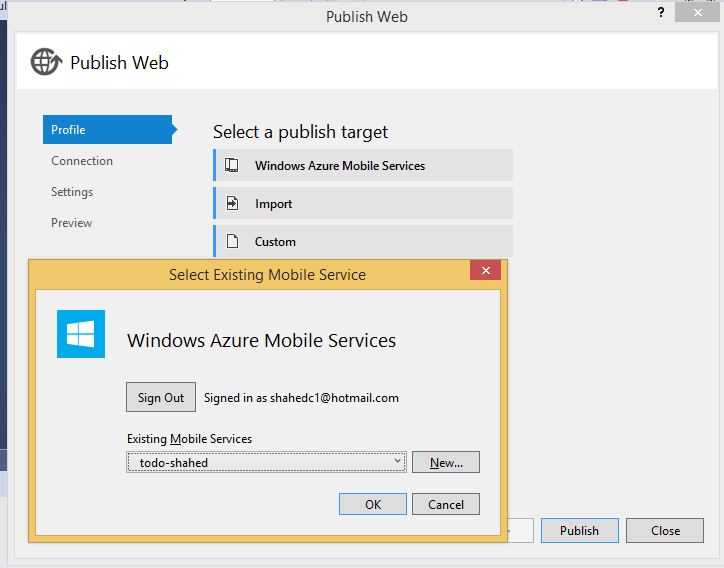 Publish Web
?
Publish Web
Profile
Connection
Settings
Preview
Select a publish target
Windows Azure Mobile Services
Import
Custom
Select Existing Mobile Service
Windows Azure Mobile Services
Sign Out Signed in as shahedc1@hotmail.com
Existing Mobile Services
todo-shahed New...
OK Cancel
Publish Close